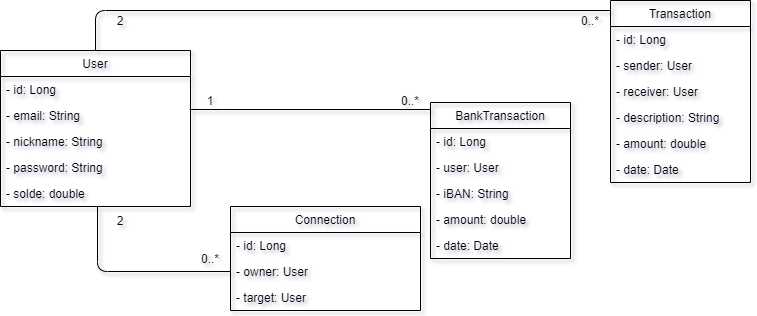 2
0..*
Transaction
- id: Long
- sender: User
- receiver: User
- description: String
- amount: double
- date: Date
User
- id: Long
- email: String
- nickname: String
- password: String
- solde: double
1
0..*
BankTransaction
- id: Long
- user: User
- iBAN: String
- amount: double
- date: Date
2
0..*
Connection
- id: Long
- owner: User
- target: User